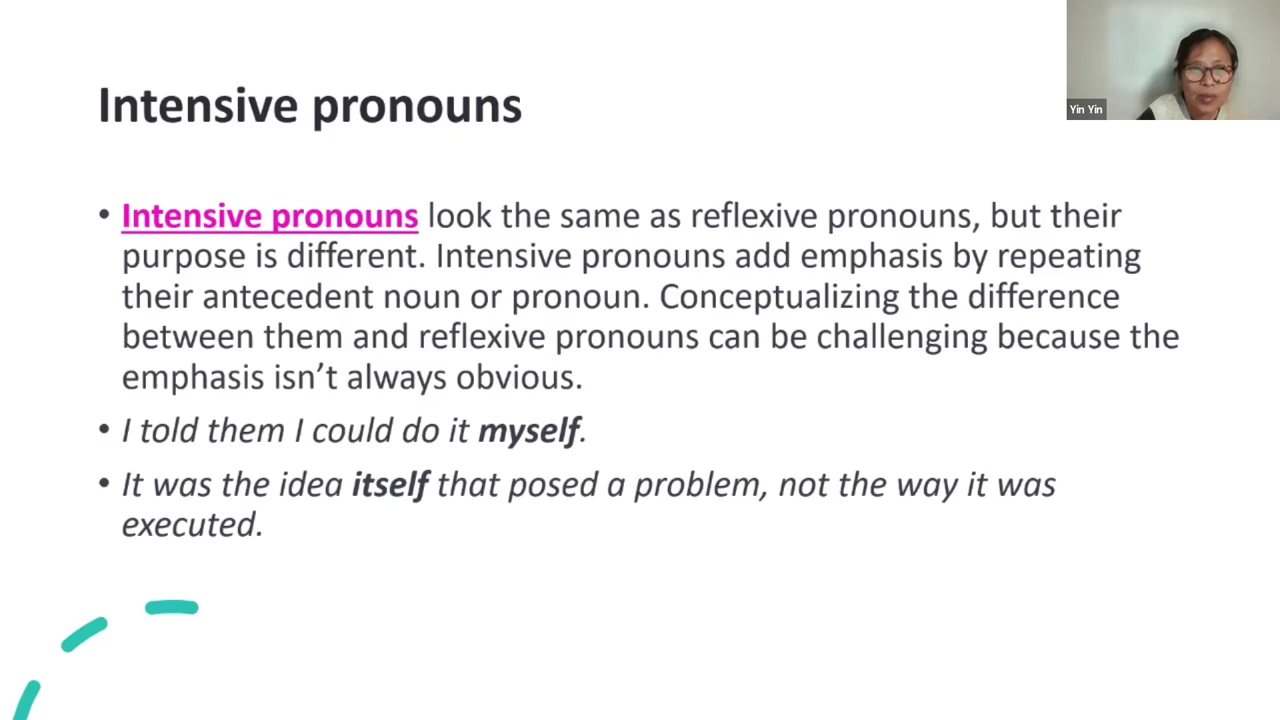 Intensive pronouns
Yin Yin
• Intensive pronouns look the same as reflexive pronouns, but their
purpose is different. Intensive pronouns add emphasis by repeating
their antecedent noun or pronoun. Conceptualizing the difference
between them and reflexive pronouns can be challenging because the
emphasis isn’t always obvious.
• I told them I could do it myself.
• It was the idea itself that posed a problem, not the way it was
executed.